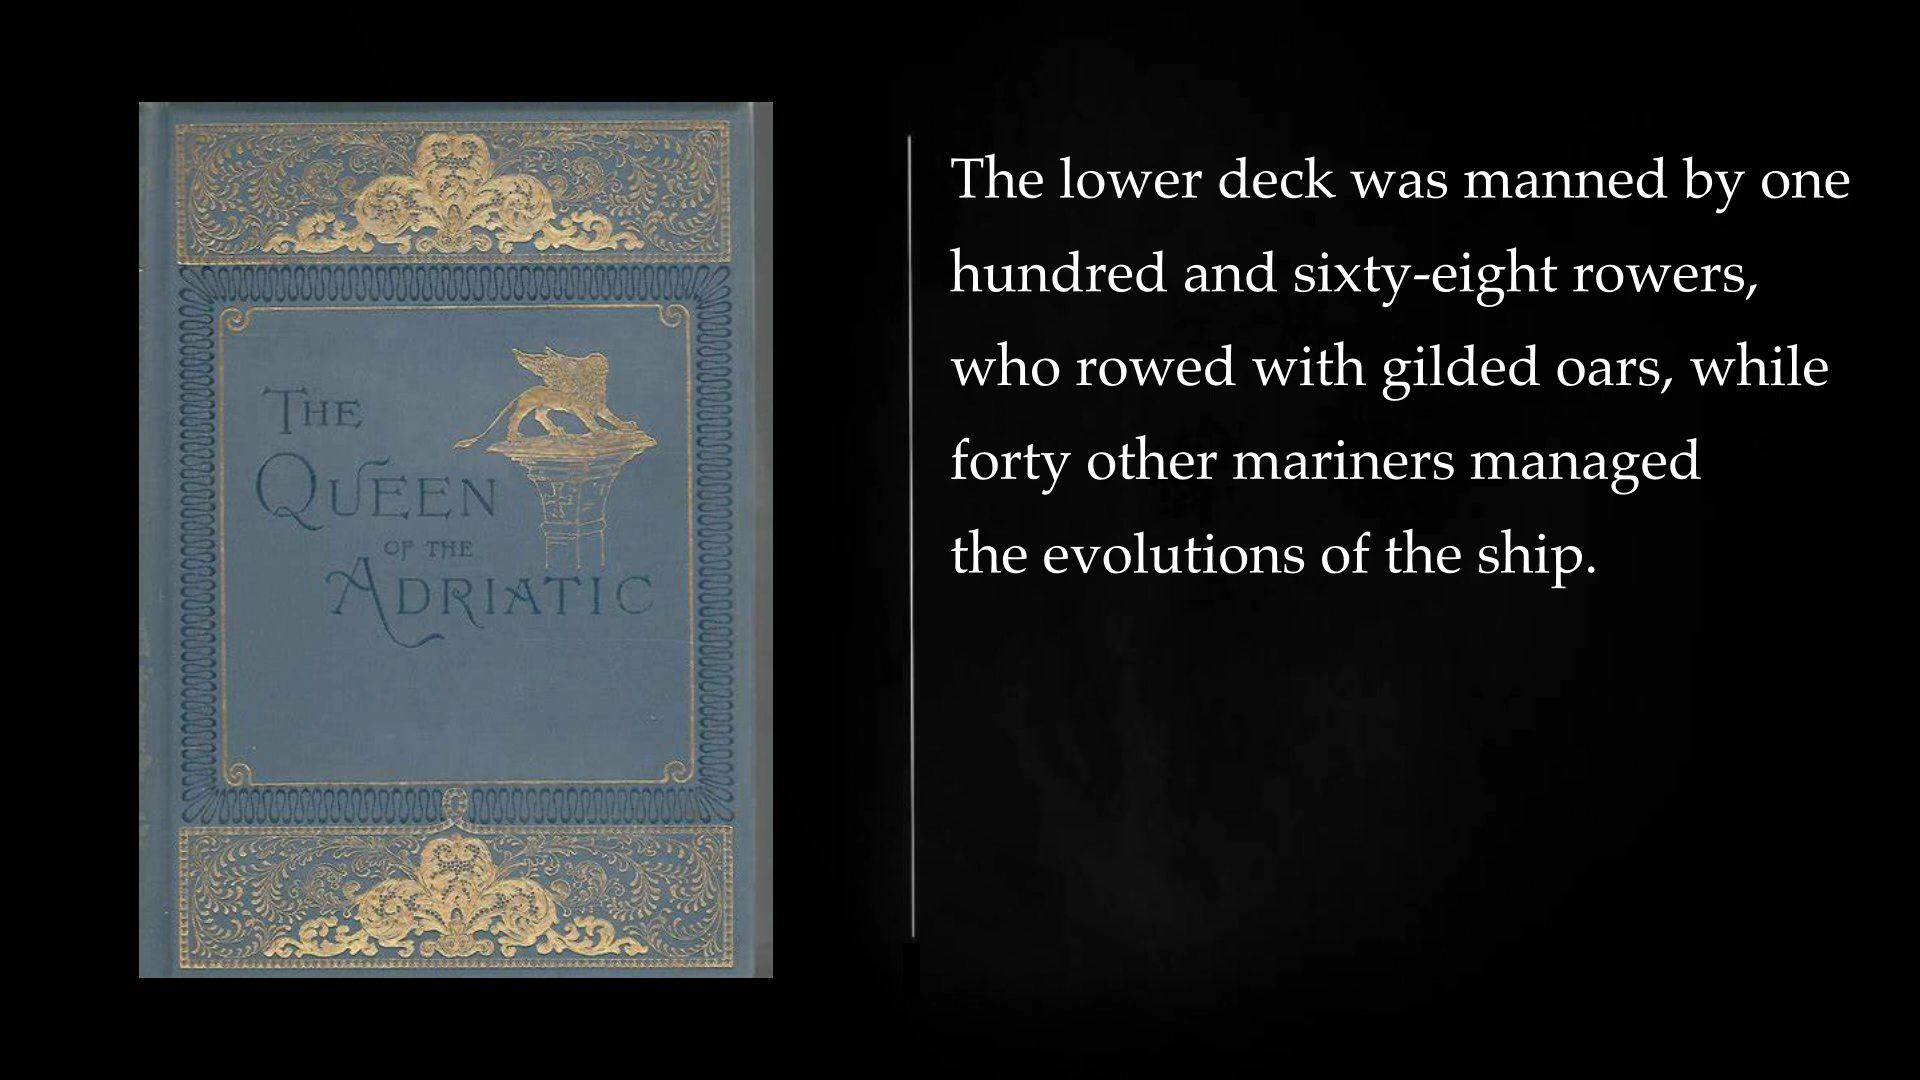 THE
QUEEN
OF THE
ADRIATIC
The lower deck was manned by one
hundred and sixty-eight rowers,
who rowed with gilded oars, while
forty other mariners managed
the evolutions of the ship.